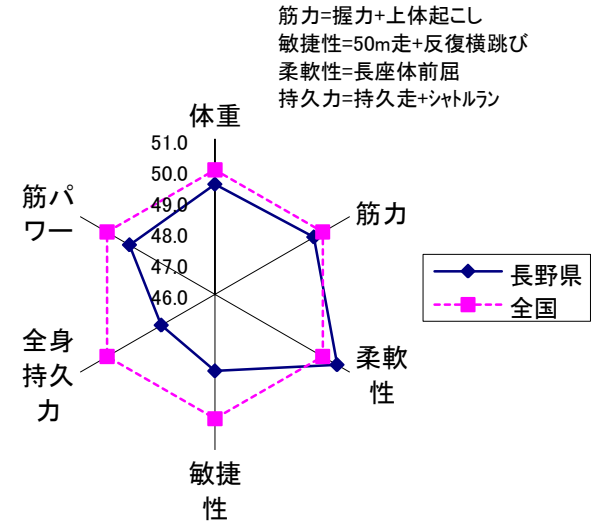 筋力=握力+上体起こし
敏捷性=50m走+反復横跳び
柔軟性=長座体前屈
持久力=持久走+シャトルラン
体重
51.0
50.0
49.0
48.0
47.0
46.0
筋パ
ワー
筋力
長野県
全国
全身
持久
力
柔軟
性
敏捷
性